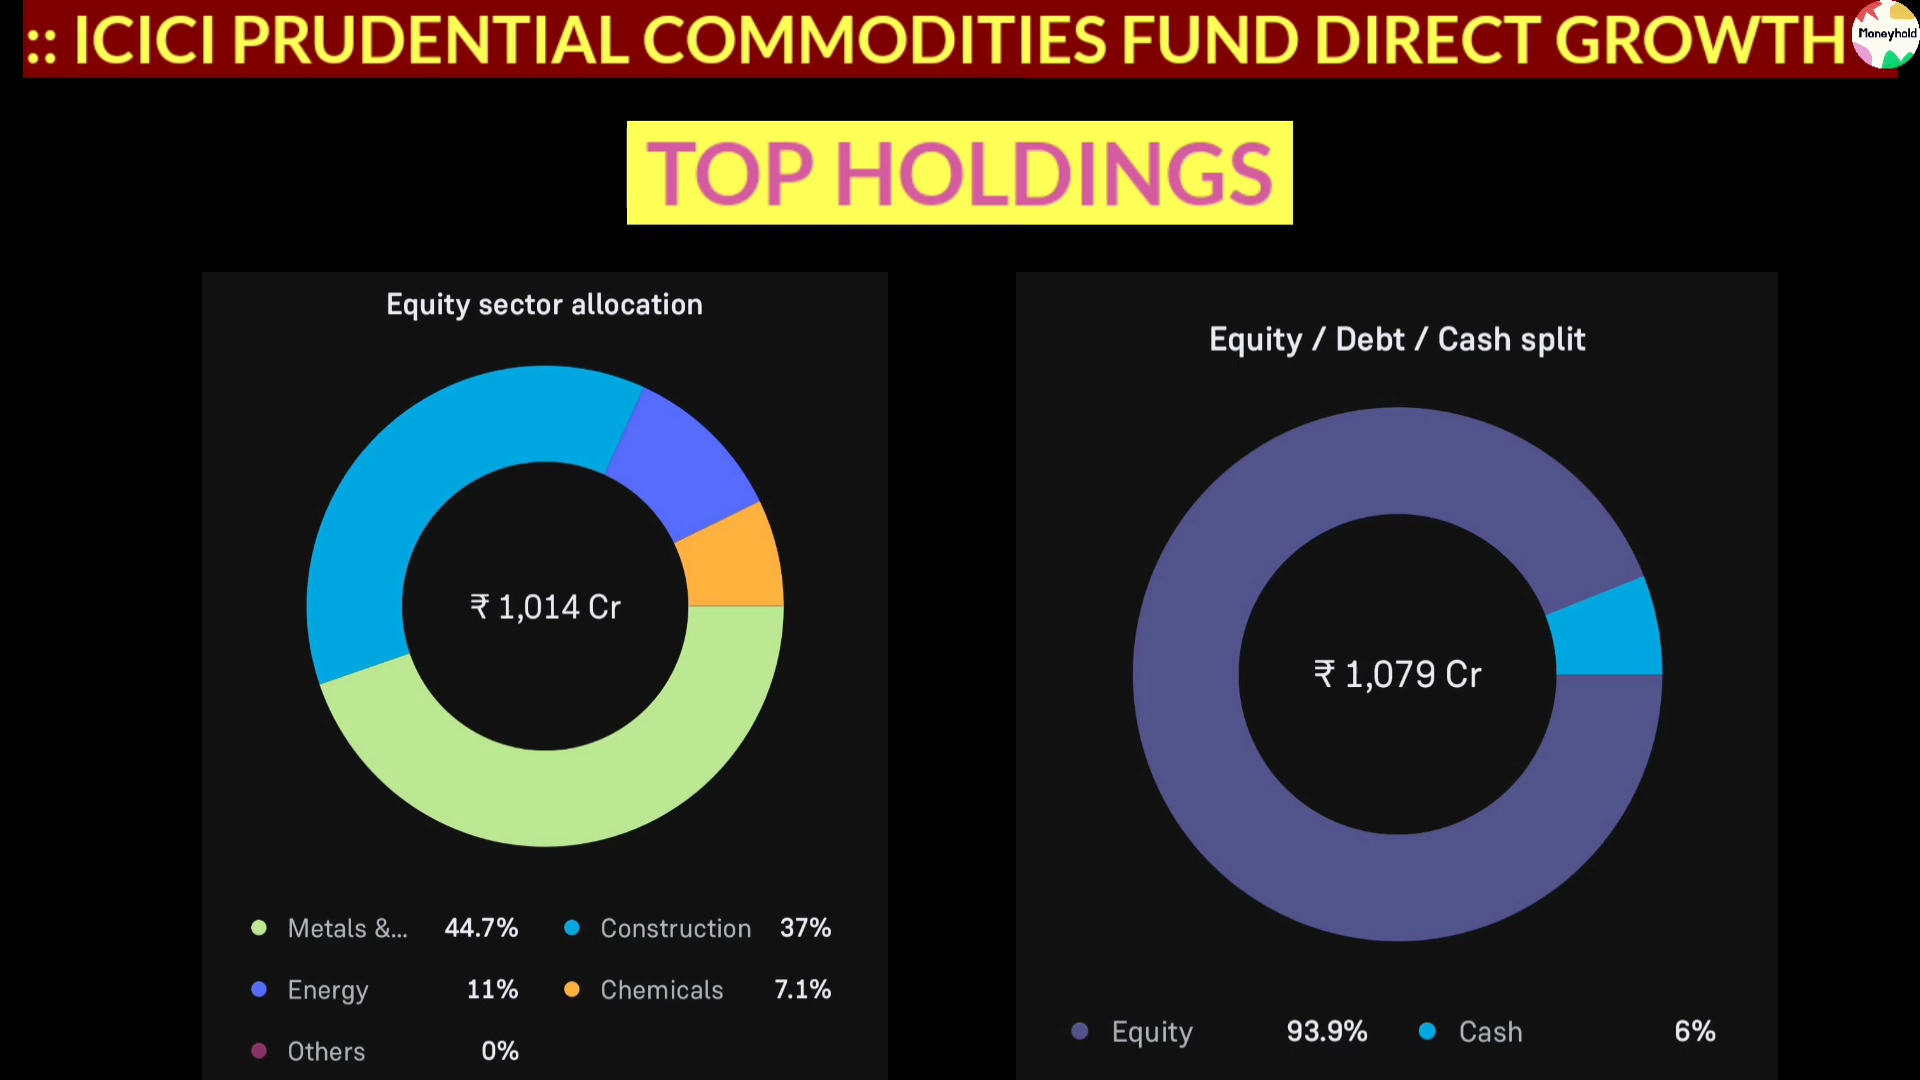 :: ICICI PRUDENTIAL COMMODITIES FUND DIRECT GROWTH
Moneyhold
TOP HOLDINGS
Equity sector allocation
₹ 1,014 Cr
Metals &... 44.7% Construction 37%
Energy 11% Chemicals 7.1%
Others 0%
Equity / Debt / Cash split
₹ 1,079 Cr
Equity 93.9% Cash 6%